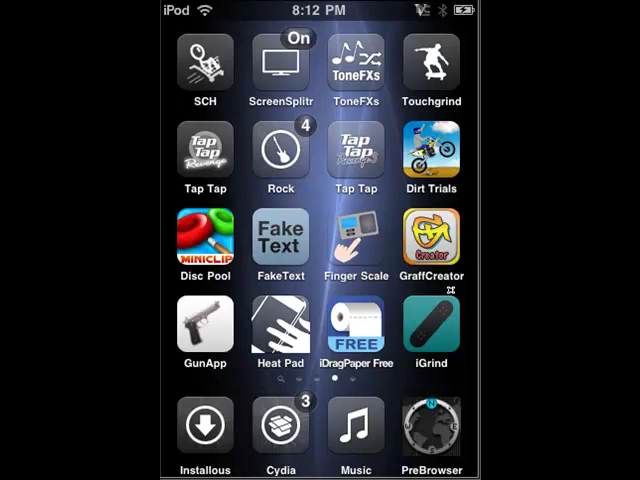 iPod 8:12 PM
On
ToneFXs
SCH ScreenSplitr ToneFXs Touchgrind
4
Tap Tap Revenge
Tap Tap Revenge
Tap Tap Rock Tap Tap Dirt Trials
MINICLIP
Fake Text
Creator
Disc Pool FakeText Finger Scale GraffCreator
FREE
GunApp Heat Pad iDragPaper Free iGrind
3
N
Installous Cydia Music PreBrowser